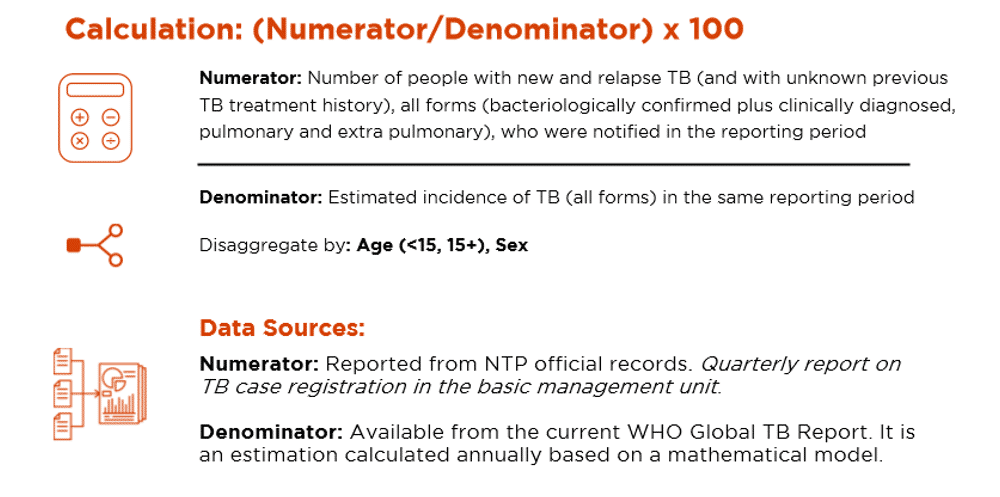 Calculation: (Numerator/Denominator) x 100
Numerator: Number of people with new and relapse TB (and with unknown previous
TB treatment history), all forms (bacteriologically confirmed plus clinically diagnosed,
pulmonary and extra pulmonary), who were notified in the reporting period
Denominator: Estimated incidence of TB (all forms) in the same reporting period
Disaggregate by: Age (<15, 15+), Sex
Data Sources:
Numerator: Reported from NTP official records. Quarterly report on
TB case registration in the basic management unit.
Denominator: Available from the current WHO Global TB Report. It is
an estimation calculated annually based on a mathematical model.